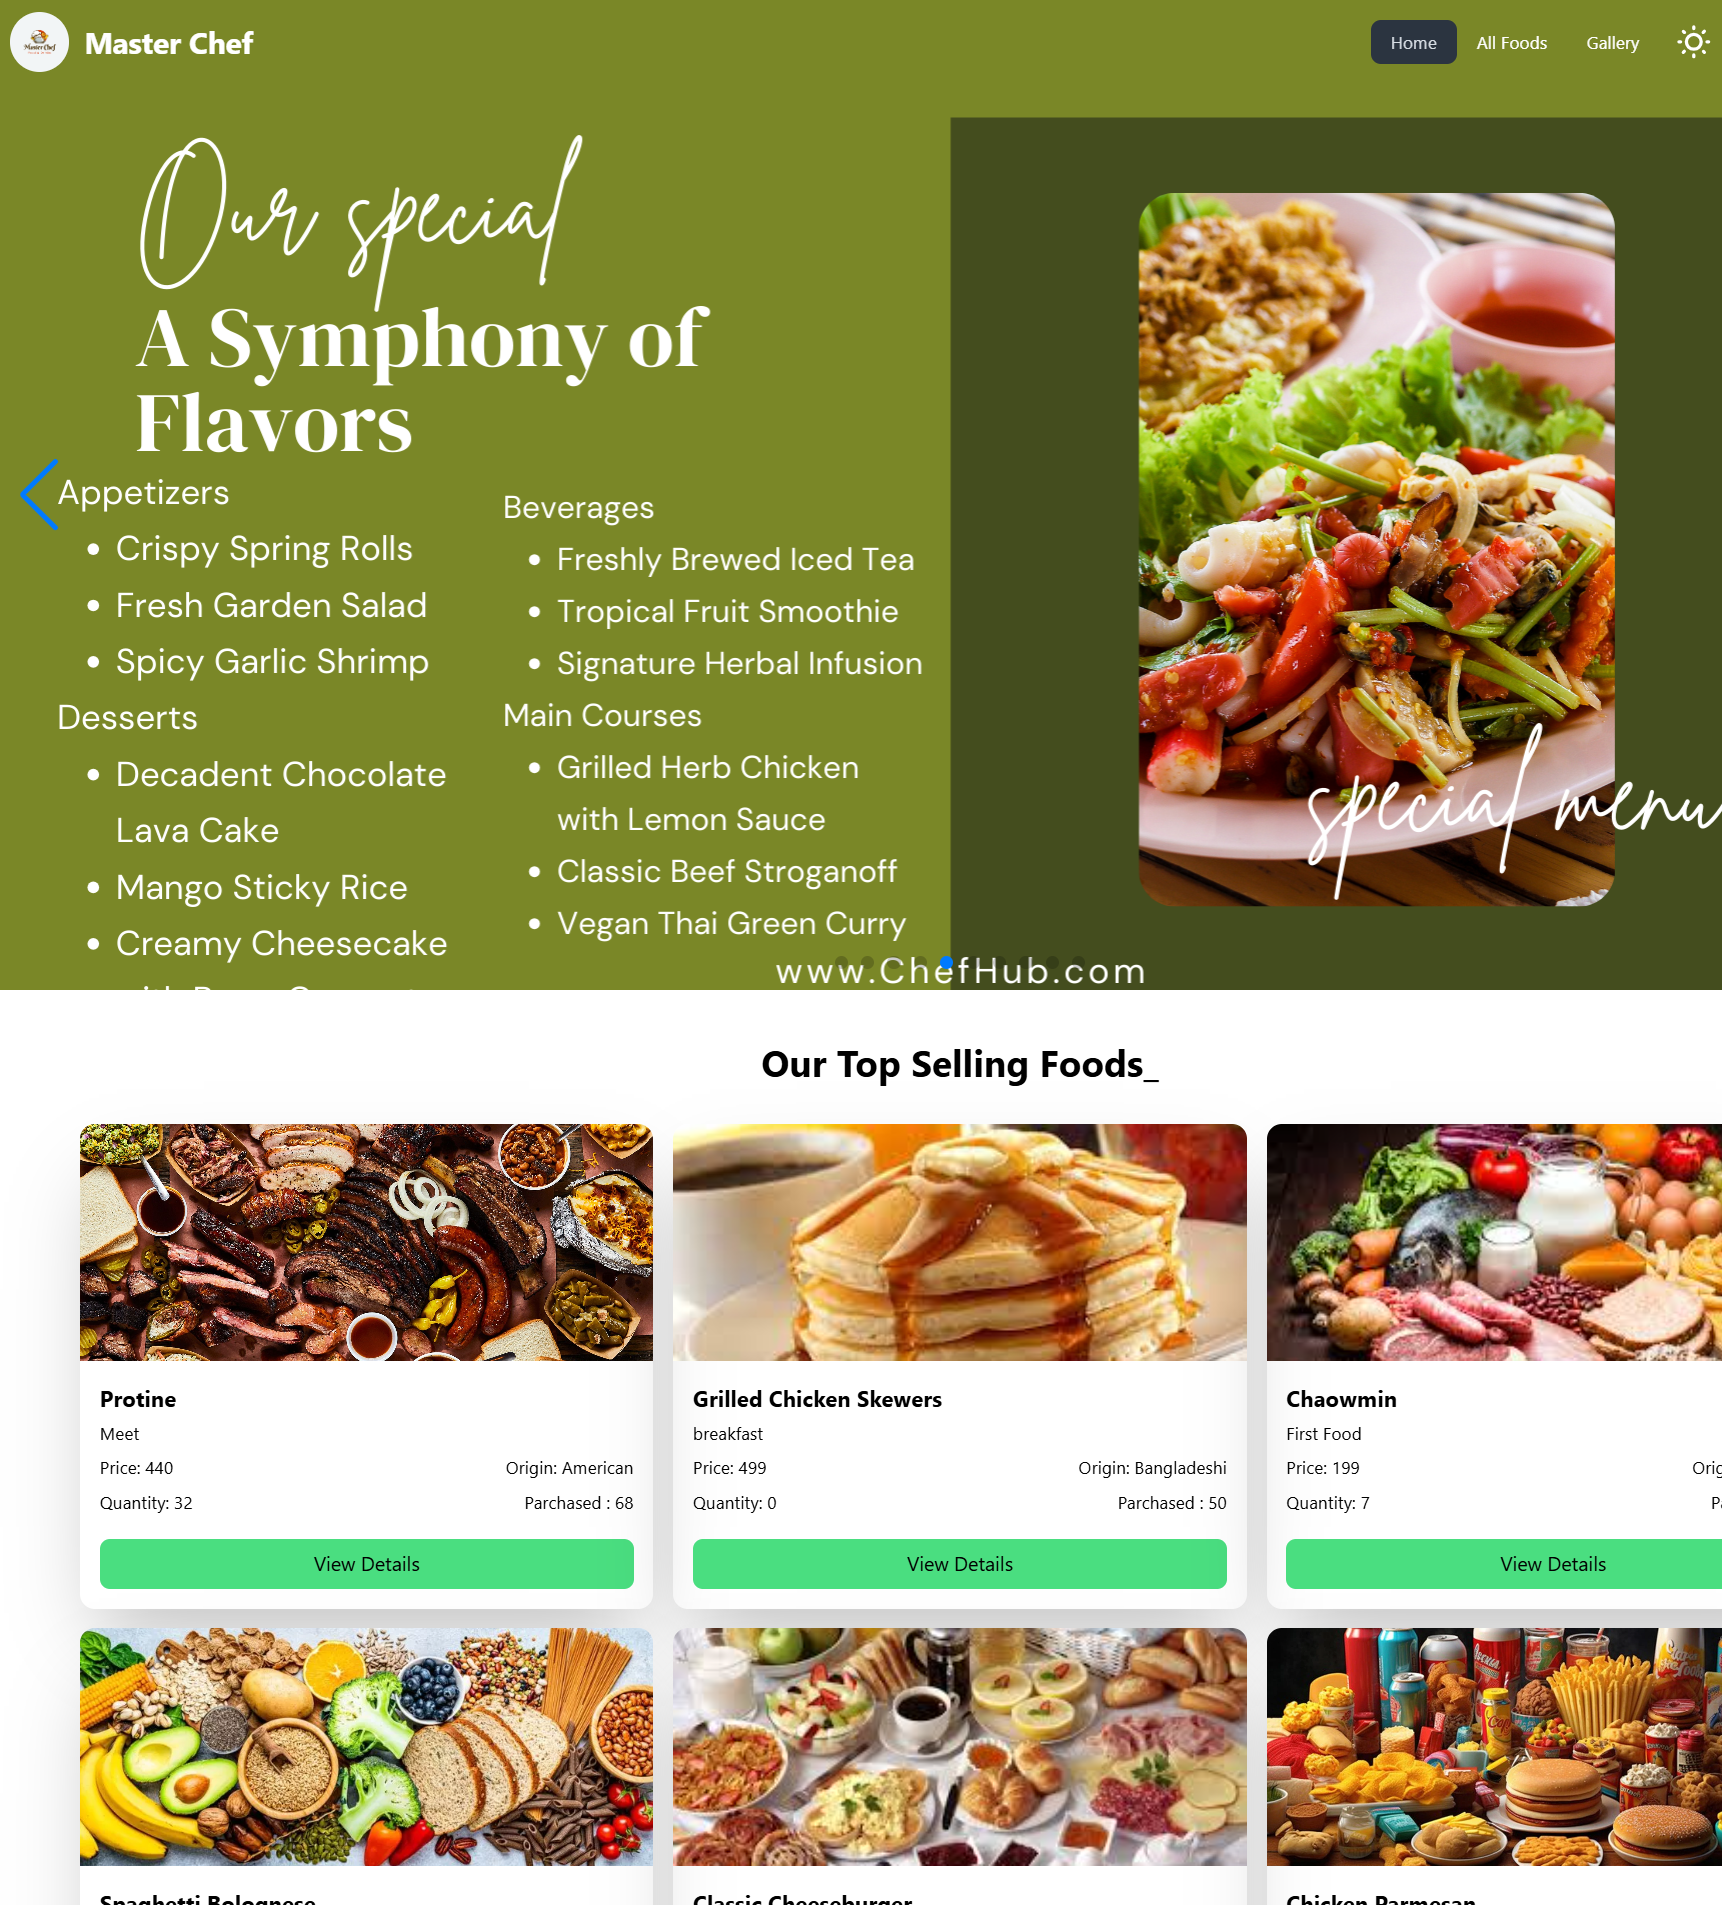 Master Chef
Master Chef
Home
All Foods
Gallery
Our special
A Symphony of
Flavors
Appetizers
• Crispy Spring Rolls
• Fresh Garden Salad
• Spicy Garlic Shrimp
Desserts
• Decadent Chocolate
Lava Cake
• Mango Sticky Rice
• Creamy Cheesecake
Beverages
• Freshly Brewed Iced Tea
• Tropical Fruit Smoothie
• Signature Herbal Infusion
Main Courses
• Grilled Herb Chicken
with Lemon Sauce
• Classic Beef Stroganoff
• Vegan Thai Green Curry
special menu
www.ChefHub.com
Our Top Selling Foods_
Protine
Meet
Price: 440
Origin: American
Quantity: 32
Parchased : 68
View Details
Grilled Chicken Skewers
breakfast
Price: 499
Origin: Bangladeshi
Quantity: 0
Parchased : 50
View Details
Chaowmin
First Food
Price: 199
Orig
Quantity: 7
Pa
View Details
Spaghetti Bolognese
Classic Cheeseburger
Chicken Parmesan